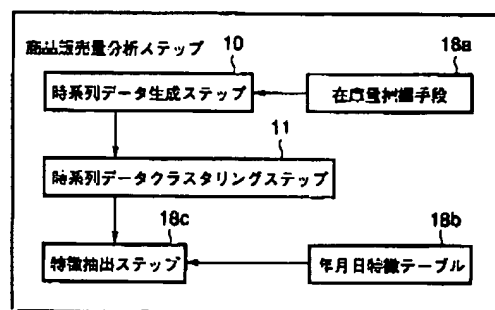 商品販売量分析ステップ
10
18a
時系列データ生成ステップ
在庫量把握手段
11
時系列データクラスタリングステップ
18c
18b
特徴抽出ステップ
年月日特徴テーブル